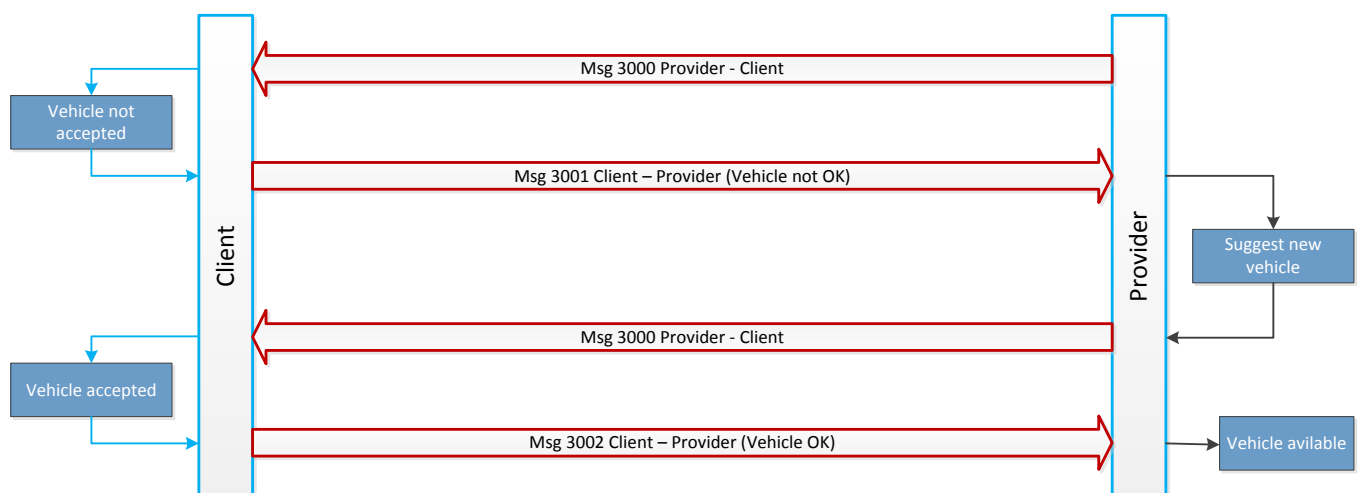 Msg 3000 Provider - Client
Vehicle not
accepted
Msg 3001 Client – Provider (Vehicle not OK)
Client
Provider
Suggest new
vehicle
Msg 3000 Provider - Client
Vehicle accepted
Msg 3002 Client – Provider (Vehicle OK)
Vehicle avilable